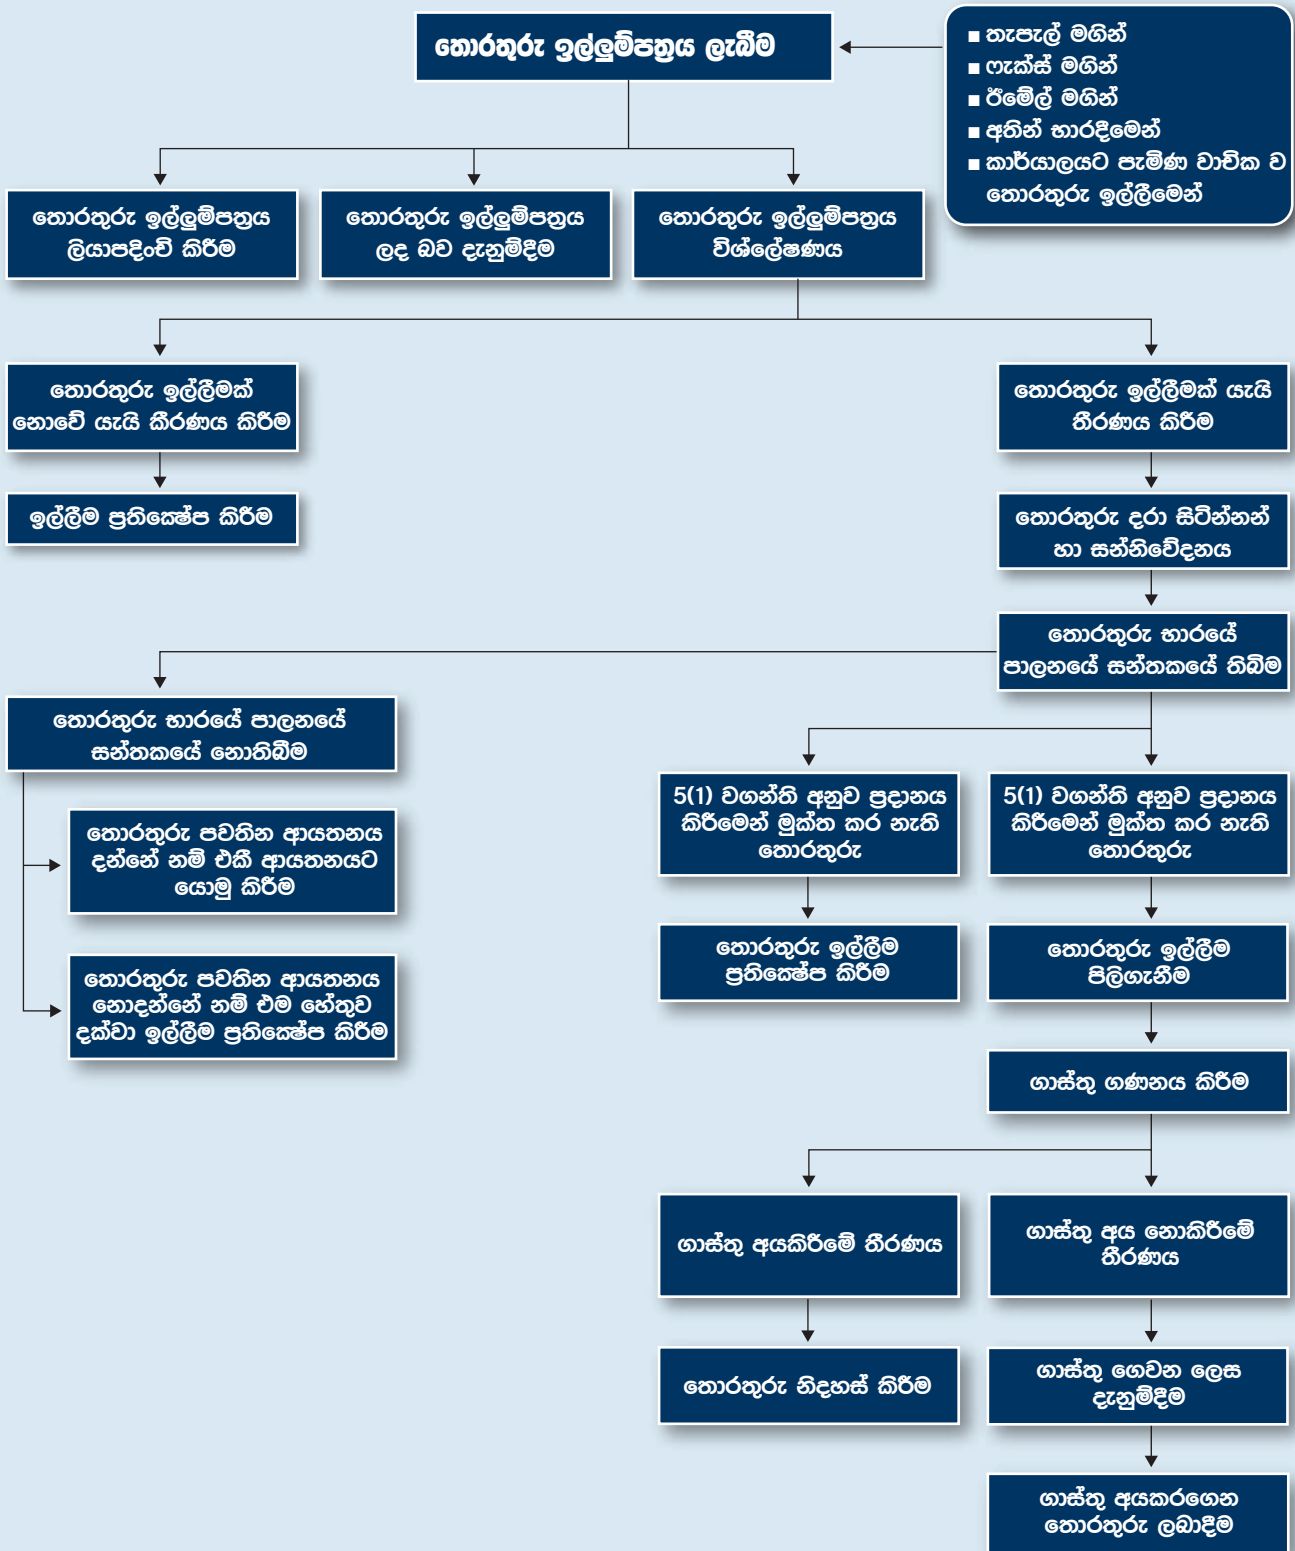 තොරතුරු ඉල්ලුම්පත්‍රය ලැබීම
■ තැපැල් මගින්
■ ෆැක්ස් මගින්
■ ඊමේල් මගින්
■ අතින් භාරදීමෙන්
■ කාර්යාලයට පැමිණ වාචික ව
තොරතුරු ඉල්ලීමෙන්
තොරතුරු ඉල්ලුම්පත්‍රය
ලියාපදිංචි කිරීම
තොරතුරු ඉල්ලුම්පත්‍රය
ලද බව දැනුම්දීම
තොරතුරු ඉල්ලුම්පත්‍රය
විශ්ලේෂණය
තොරතුරු ඉල්ලීමක්
නොවේ යැයි කීරණය කිරීම
තොරතුරු ඉල්ලීමක් යැයි
තීරණය කිරීම
ඉල්ලීම ප්‍රතික්‍ෂේප කිරීම
තොරතුරු දරා සිටින්නන්
හා සන්නිවේදනය
තොරතුරු භාරයේ
පාලනයේ සන්තකයේ තිබිම
තොරතුරු භාරයේ පාලනයේ
සන්තකයේ නොතිබීම
තොරතුරු පවතින ආයතනය
දන්නේ නම් එකී ආයතනයට
යොමු කිරීම
තොරතුරු පවතින ආයතනය
නොදන්නේ නම් එම හේතුව
දක්වා ඉල්ලීම ප්‍රතික්‍ෂේප කිරීම
5(1) වගන්ති අනුව ප්‍රදානය
කිරීමෙන් මුක්ත කර නැති
තොරතුරු
5(1) වගන්ති අනුව ප්‍රදානය
කිරීමෙන් මුක්ත කර නැති
තොරතුරු
තොරතුරු ඉල්ලීම
ප්‍රතික්‍ෂේප කිරීම
තොරතුරු ඉල්ලීම
පිලිගැනීම
ගාස්තු ගණනය කිරීම
ගාස්තු අයකිරීමේ තීරණය
ගාස්තු අය නොකිරීමේ
තීරණය
තොරතුරු නිදහස් කිරීම
ගාස්තු ගෙවන ලෙස
දැනුම්දීම
ගාස්තු අයකරගෙන
තොරතුරු ලබාදීම